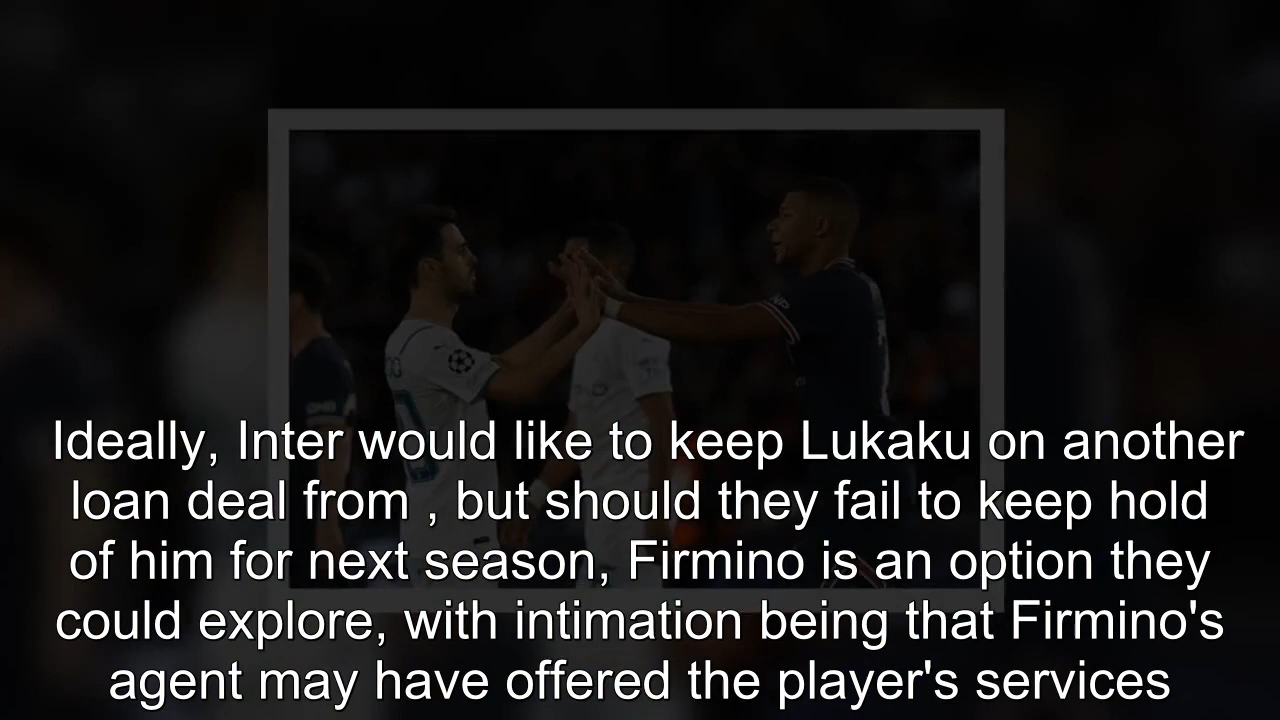 Ideally, Inter would like to keep Lukaku on another
loan deal from , but should they fail to keep hold
of him for next season, Firmino is an option they
could explore, with intimation being that Firmino's
agent may have offered the player's services